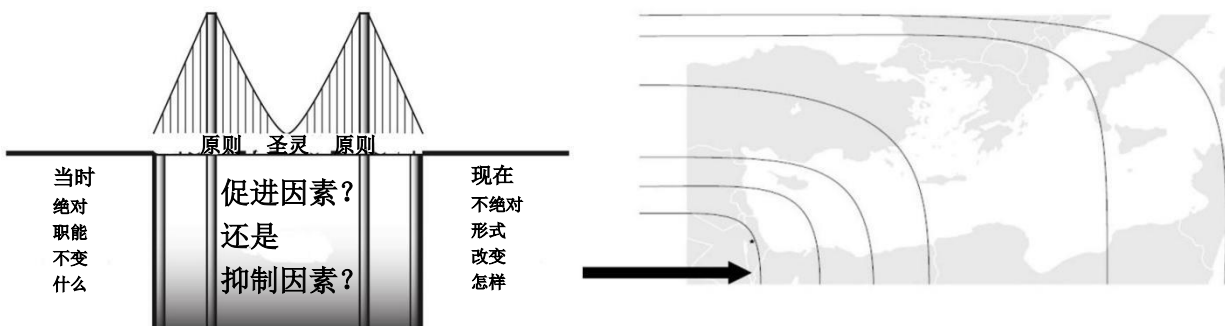 原则 圣灵 原则
当时
绝对
职能
不变
什么
促进因素？
还是
抑制因素？
现在
不绝对
形式
改变
怎样